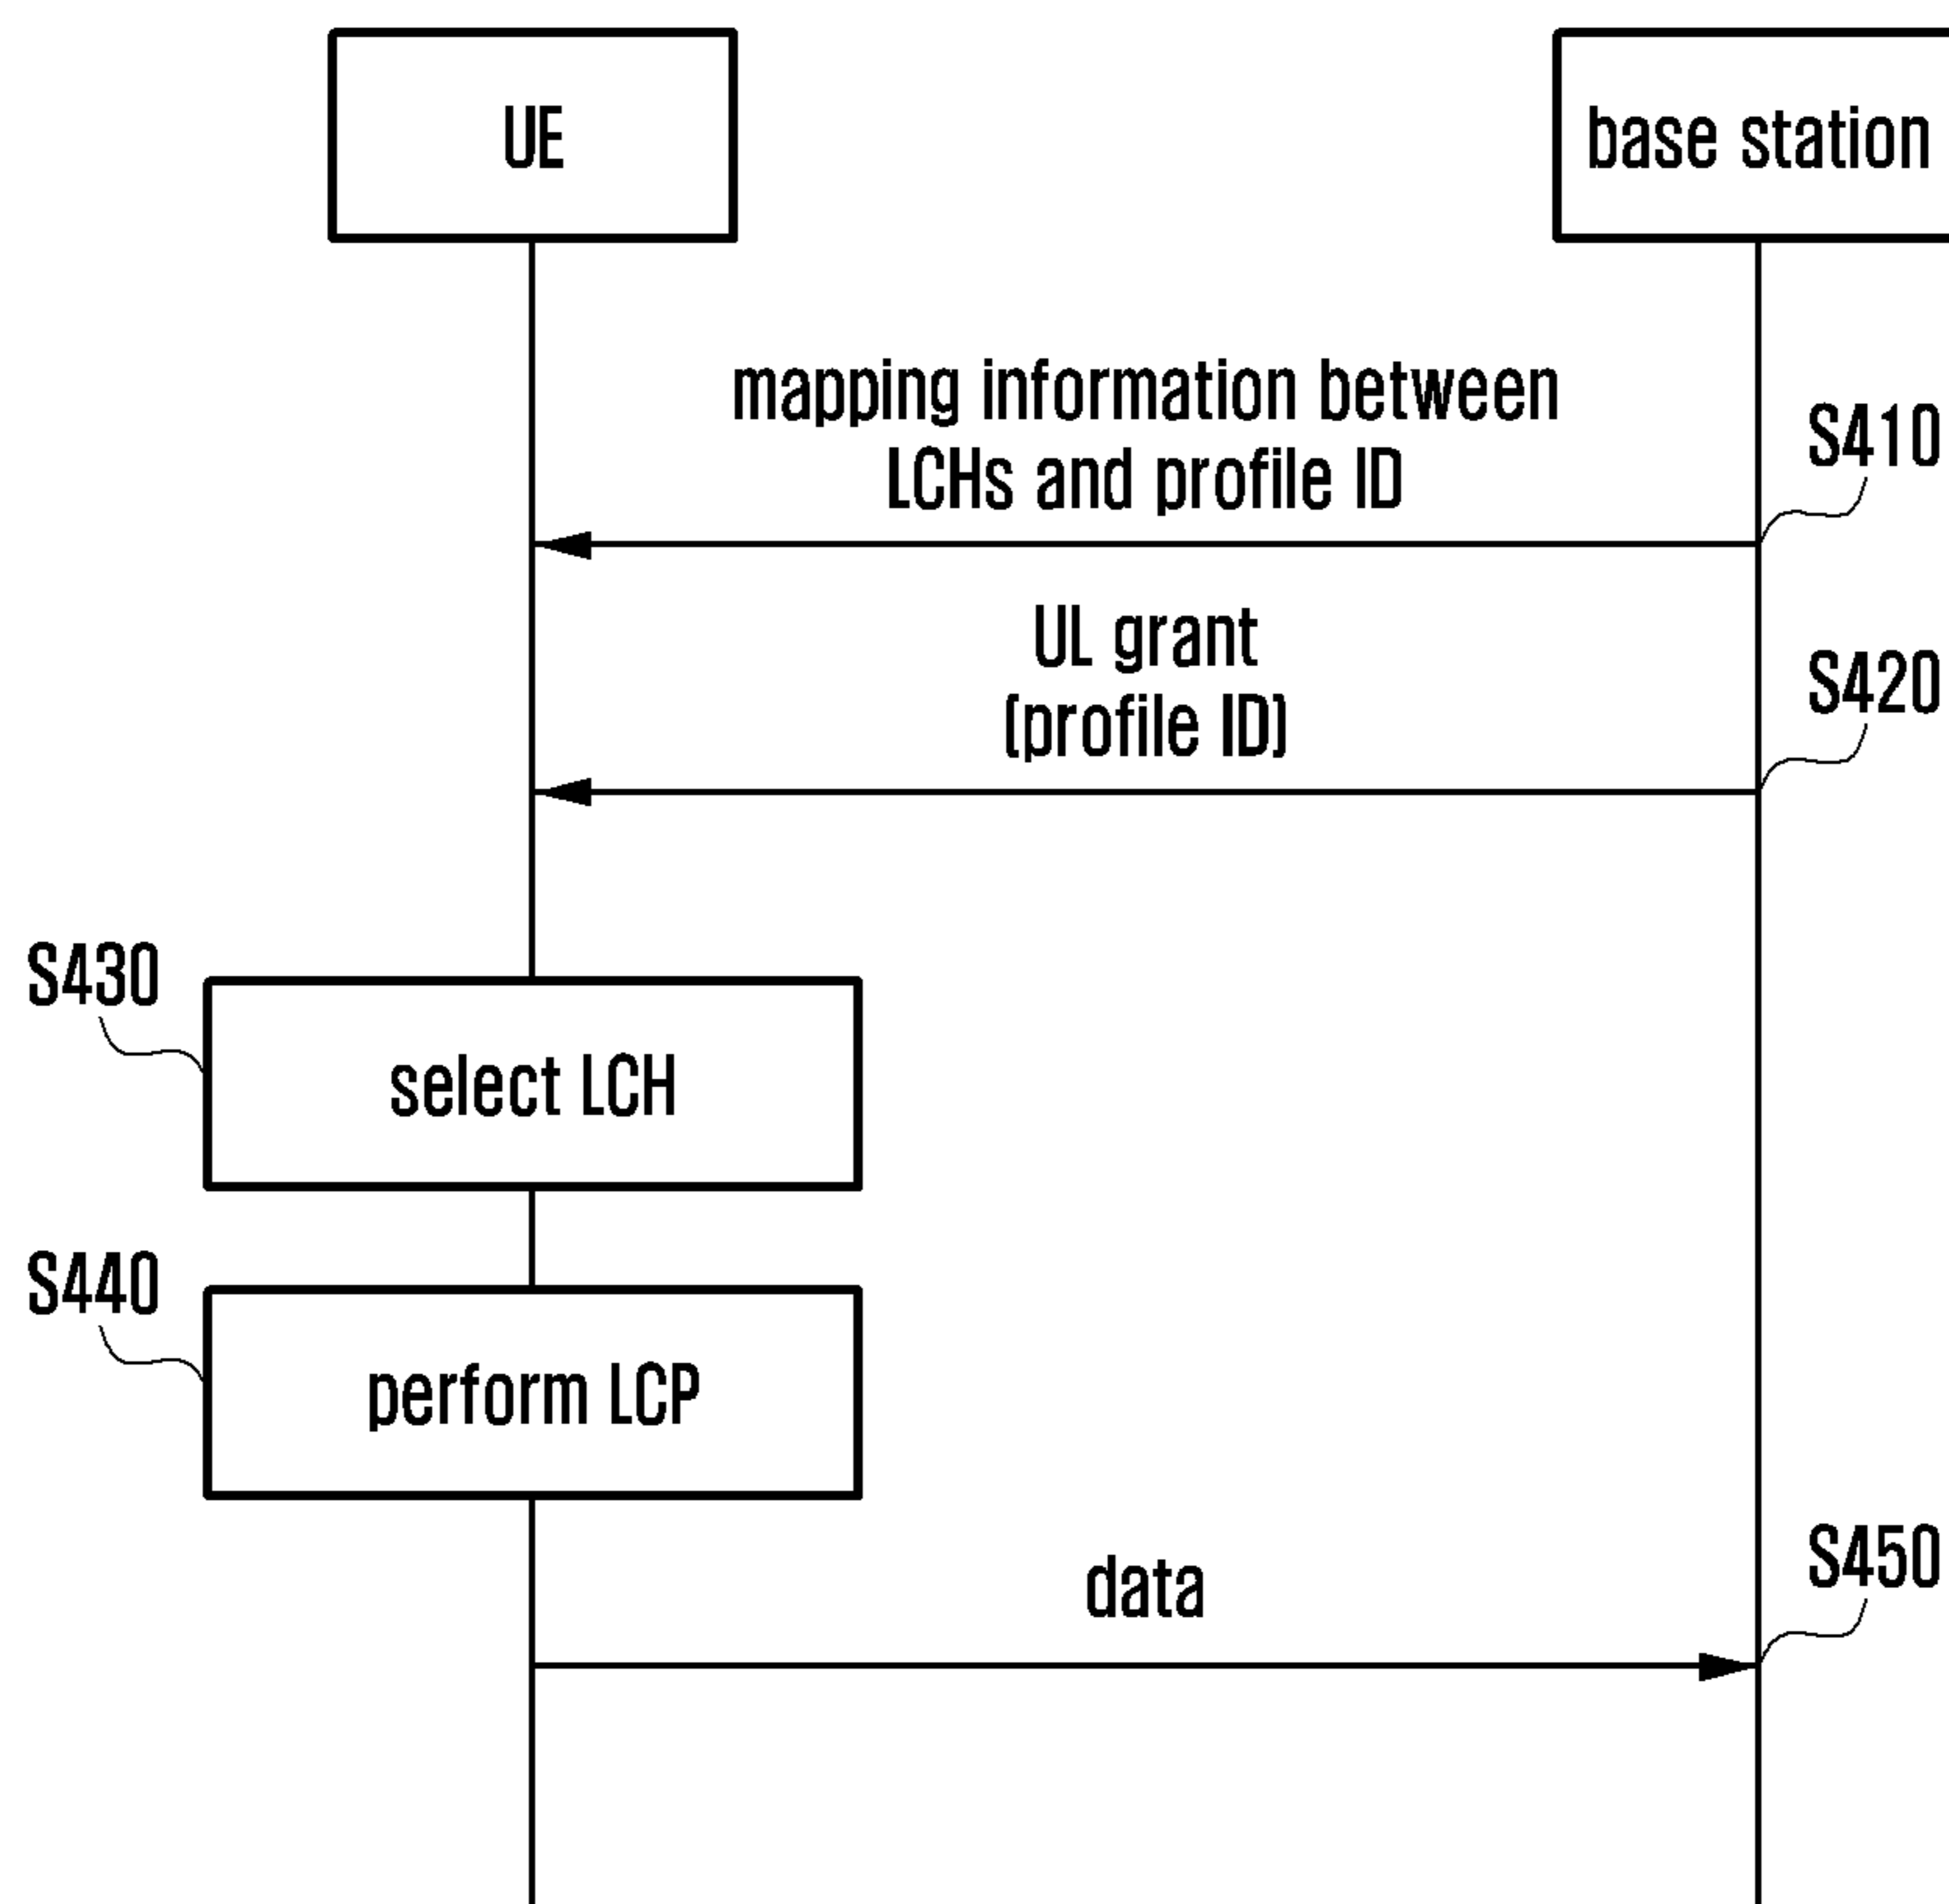 UE
base station
mapping information between
LCHs and profile ID
S410
UL grant
(profile ID)
S420
S430
select LCH
S440
perform LCP
data
S450